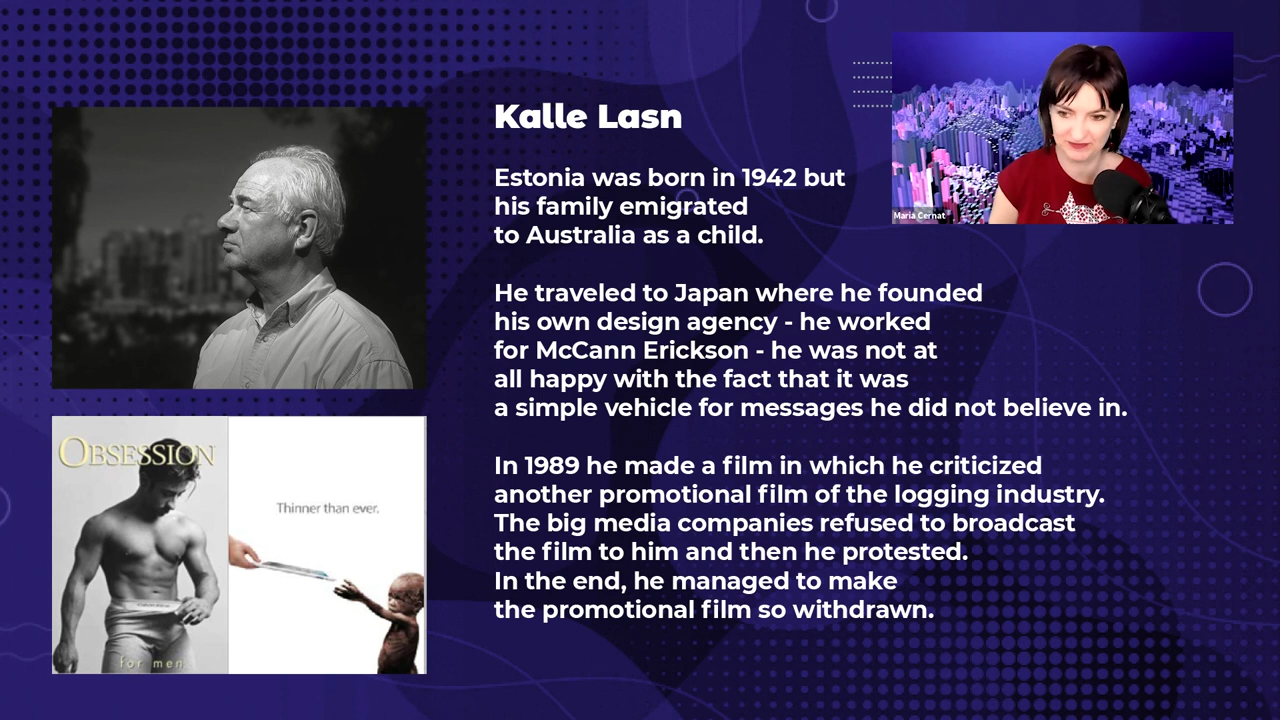 Kalle Lasn
Estonia was born in 1942 but
his family emigrated
to Australia as a child.
He traveled to Japan where he founded
his own design agency - he worked
for McCann Erickson - he was not at
all happy with the fact that it was
a simple vehicle for messages he did not believe in.
In 1989 he made a film in which he criticized
another promotional film of the logging industry.
The big media companies refused to broadcast
the film to him and then he protested.
In the end, he managed to make
the promotional film so withdrawn.
Maria Cernat
OBSESSION
for men
Thinner than ever.